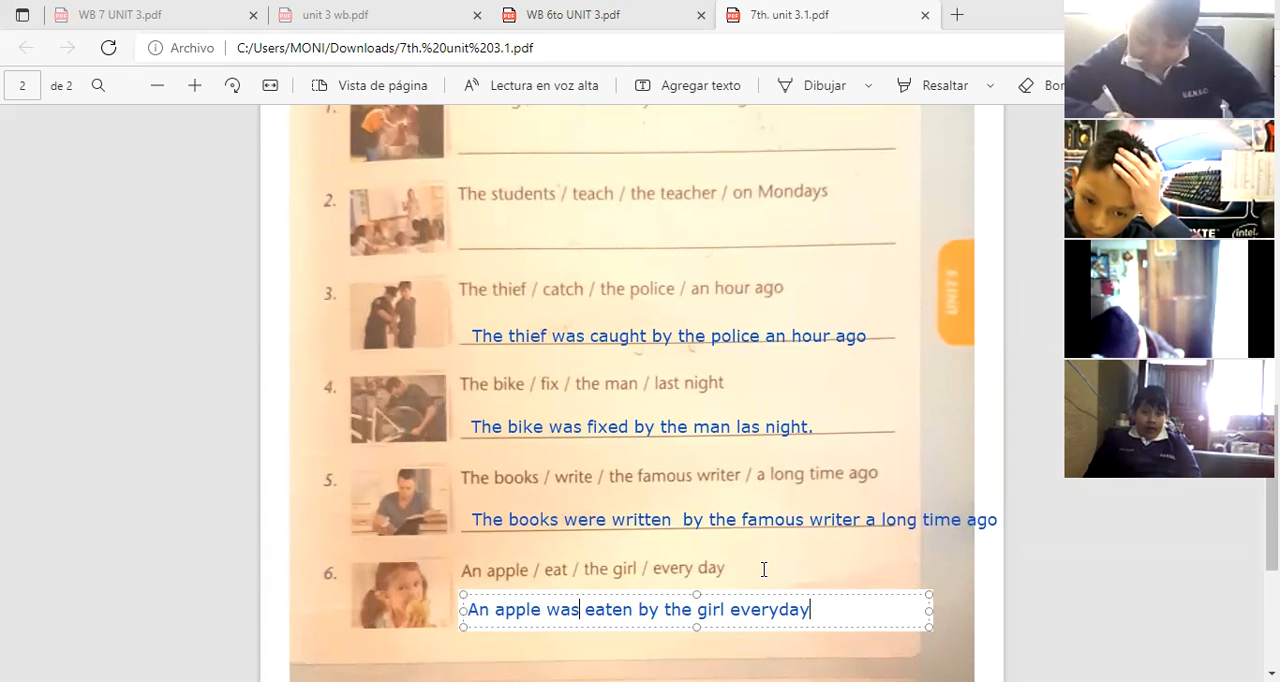 WB 7 UNIT 3.pdf
unit 3 wb.pdf
WB 6to UNIT 3.pdf
7th. unit 3.1.pdf
Archivo
C:/Users/MONI/Downloads/7th.%20unit%203.1.pdf
2
de 2
Vista de página
Lectura en voz alta
Agregar texto
Dibujar
Resaltar
Bor
1.
2.
The students / teach / the teacher / on Mondays
3.
The thief / catch / the police / an hour ago
The thief was caught by the police an hour ago
4.
The bike / fix / the man / last night
The bike was fixed by the man las night.
5.
The books / write / the famous writer / a long time ago
The books were written  by the famous writer a long time ago
6.
An apple / eat / the girl / every day
An apple was eaten by the girl everyday
UNIT 3
intel